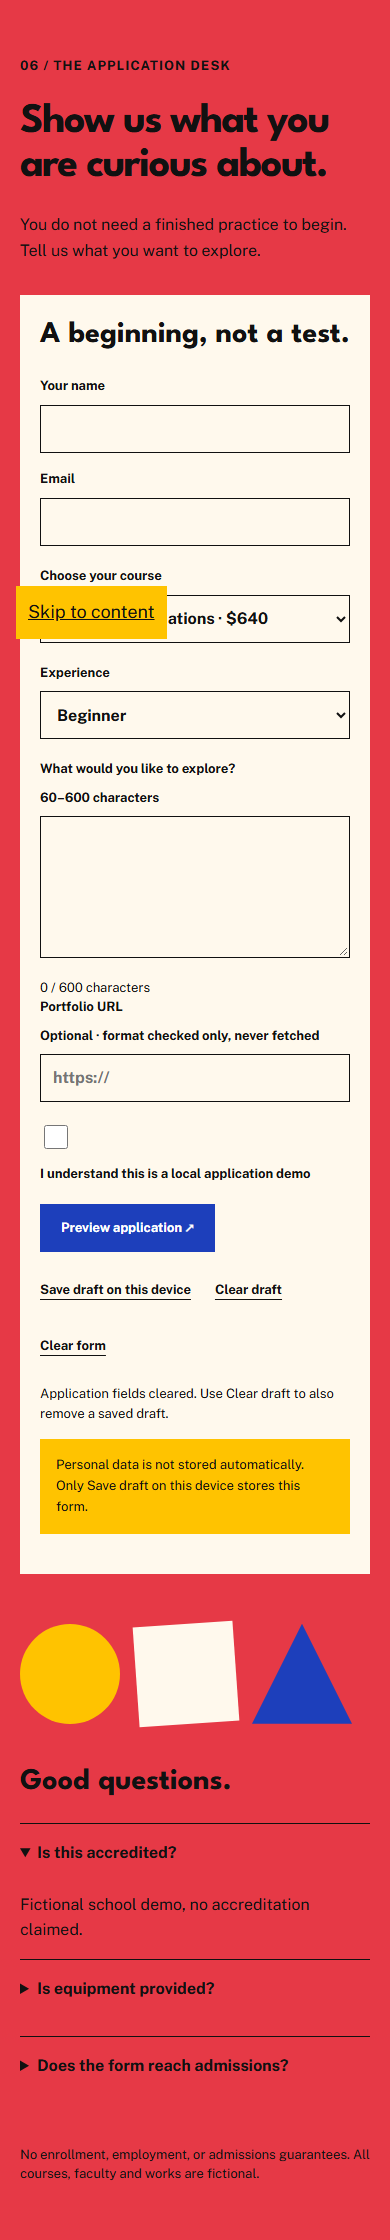 06 / THE APPLICATION DESK
Show us what you
are curious about.
You do not need a finished practice to begin.
Tell us what you want to explore.
A beginning, not a test.
Your name
Email
Choose your course
Skip to content
ations · $640
Experience
Beginner
What would you like to explore?
60–600 characters
0 / 600 characters
Portfolio URL
Optional · format checked only, never fetched
https://
I understand this is a local application demo
Preview application ↗
Save draft on this device Clear draft
Clear form
Application fields cleared. Use Clear draft to also
remove a saved draft.
Personal data is not stored automatically.
Only Save draft on this device stores this
form.
Good questions.
▼ Is this accredited?
Fictional school demo, no accreditation
claimed.
▶ Is equipment provided?
▶ Does the form reach admissions?
No enrollment, employment, or admissions guarantees. All
courses, faculty and works are fictional.